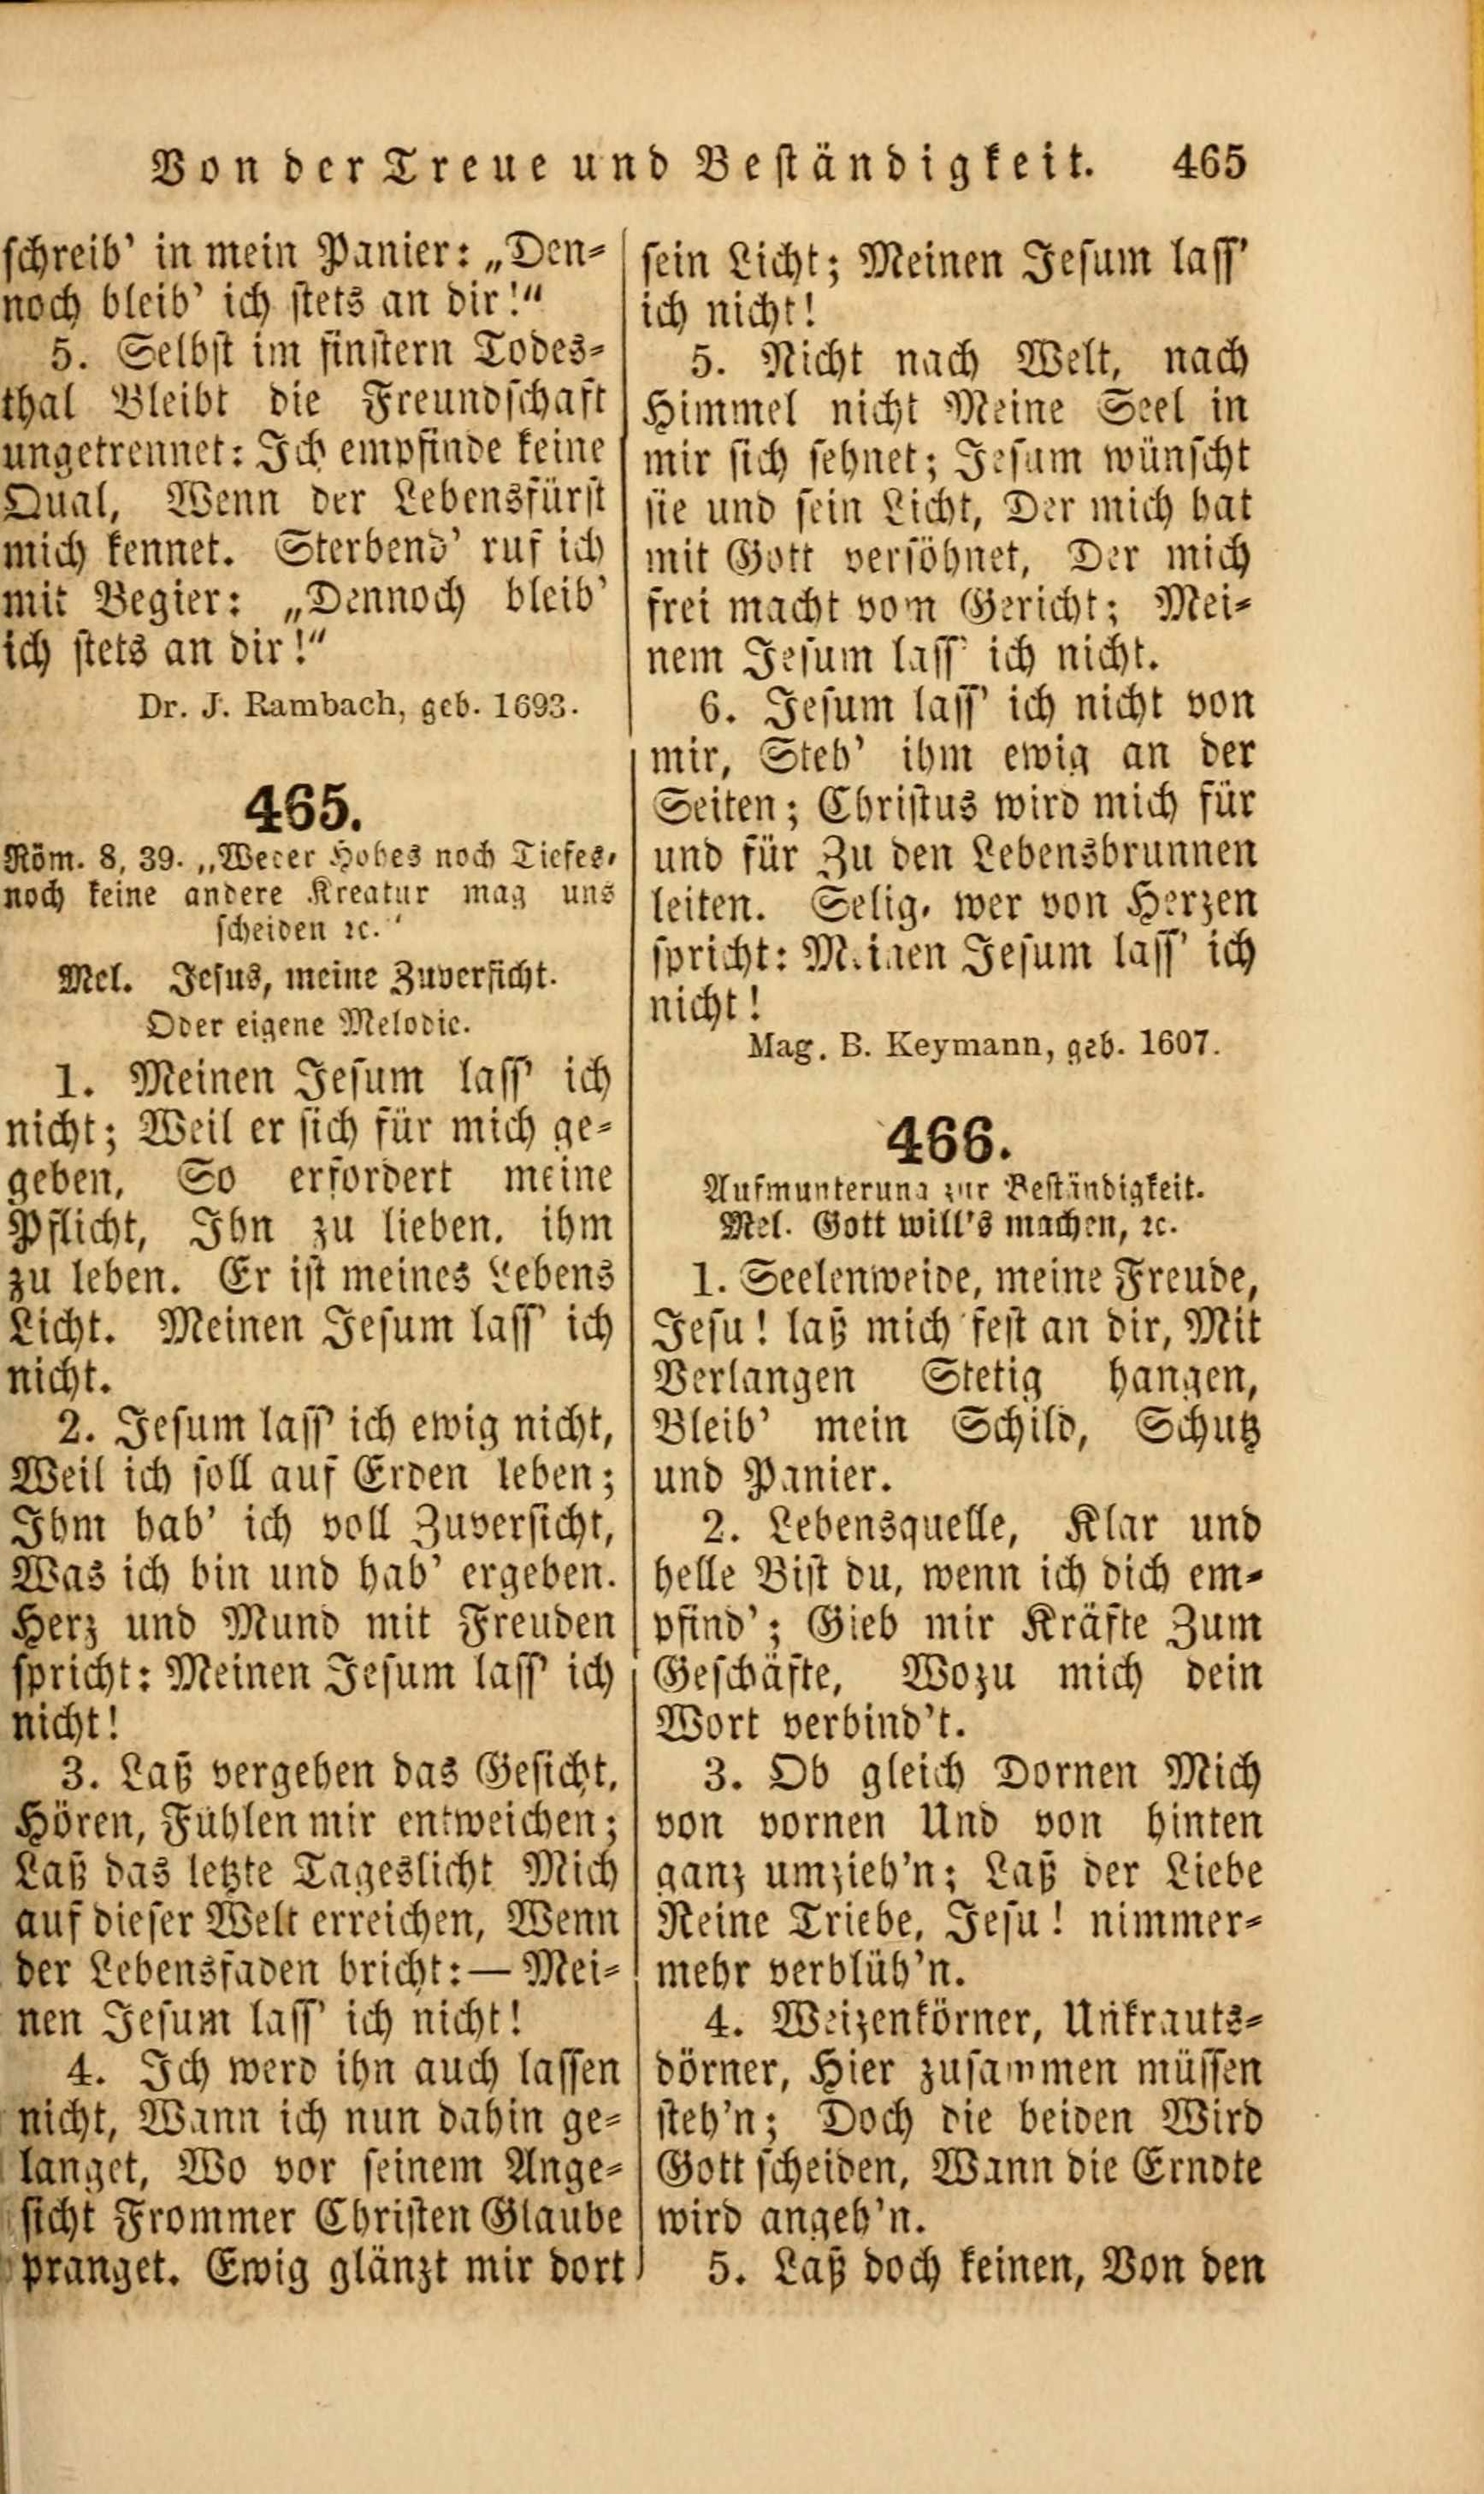 Von der Treue und Beständigkeit. 465
schreib' in mein Panier: „Den-
noch bleib' ich stets an dir!“
5. Selbst im finstern Todes-
thal Bleibt die Freundschaft
ungetrennet: Ich empfinde keine
Qual, Wenn der Lebensfürst
mich kennet. Sterbend' ruf ich
mit Begier: „Dennoch bleib'
ich stets an dir!“
Dr. J. Rambach, geb. 1693.
465.
Röm. 8, 39. „Weder Hohes noch Tiefes,
noch keine andere Kreatur mag uns
scheiden ꝛc.“
Mel. Jesus, meine Zuversicht.
Oder eigene Melodie.
1. Meinen Jesum lass' ich
nicht; Weil er sich für mich ge-
geben, So erfordert meine
Pflicht, Ihn zu lieben, ihm
zu leben. Er ist meines Lebens
Licht. Meinen Jesum lass' ich
nicht.
2. Jesum lass' ich ewig nicht,
Weil ich soll auf Erden leben;
Ihm hab' ich voll Zuversicht,
Was ich bin und hab' ergeben.
Herz und Mund mit Freuden
spricht: Meinen Jesum lass' ich
nicht!
3. Laß vergehen das Gesicht,
Hören, Fühlen mir entweichen;
Laß das letzte Tageslicht Mich
auf dieser Welt erreichen, Wenn
der Lebensfaden bricht: — Mei-
nen Jesum lass' ich nicht!
4. Ich werd ihn auch lassen
nicht, Wann ich nun dahin ge-
langet, Wo vor seinem Ange-
sicht Frommer Christen Glaube
pranget. Ewig glänzt mir dort
sein Licht; Meinen Jesum lass'
ich nicht!
5. Nicht nach Welt, nach
Himmel nicht Meine Seel in
mir sich sehnet; Jesum wünscht
sie und sein Licht, Der mich hat
mit Gott versöhnet, Der mich
frei macht vom Gericht; Mei-
nem Jesum lass' ich nicht.
6. Jesum lass' ich nicht von
mir, Steh' ihm ewig an der
Seiten; Christus wird mich für
und für Zu den Lebensbrunnen
leiten. Selig, wer von Herzen
spricht: Meinen Jesum lass' ich
nicht!
Mag. B. Keymann, geb. 1607.
466.
Aufmunterung zur Beständigkeit.
Mel. Gott will's machen, ꝛc.
1. Seelenweide, meine Freude,
Jesu! laß mich fest an dir, Mit
Verlangen Stetig hangen,
Bleib' mein Schild, Schutz
und Panier.
2. Lebensquelle, Klar und
helle Bist du, wenn ich dich em-
pfind'; Gieb mir Kräfte Zum
Geschäfte, Wozu mich dein
Wort verbind't.
3. Ob gleich Dornen Mich
von vornen Und von hinten
ganz umzieh'n; Laß der Liebe
Reine Triebe, Jesu! nimmer-
mehr verblüh'n.
4. Weizenkörner, Unkrauts-
dörner, Hier zusammen müssen
steh'n; Doch die beiden Wird
Gott scheiden, Wann die Erndte
wird angeh'n.
5. Laß doch keinen, Von den